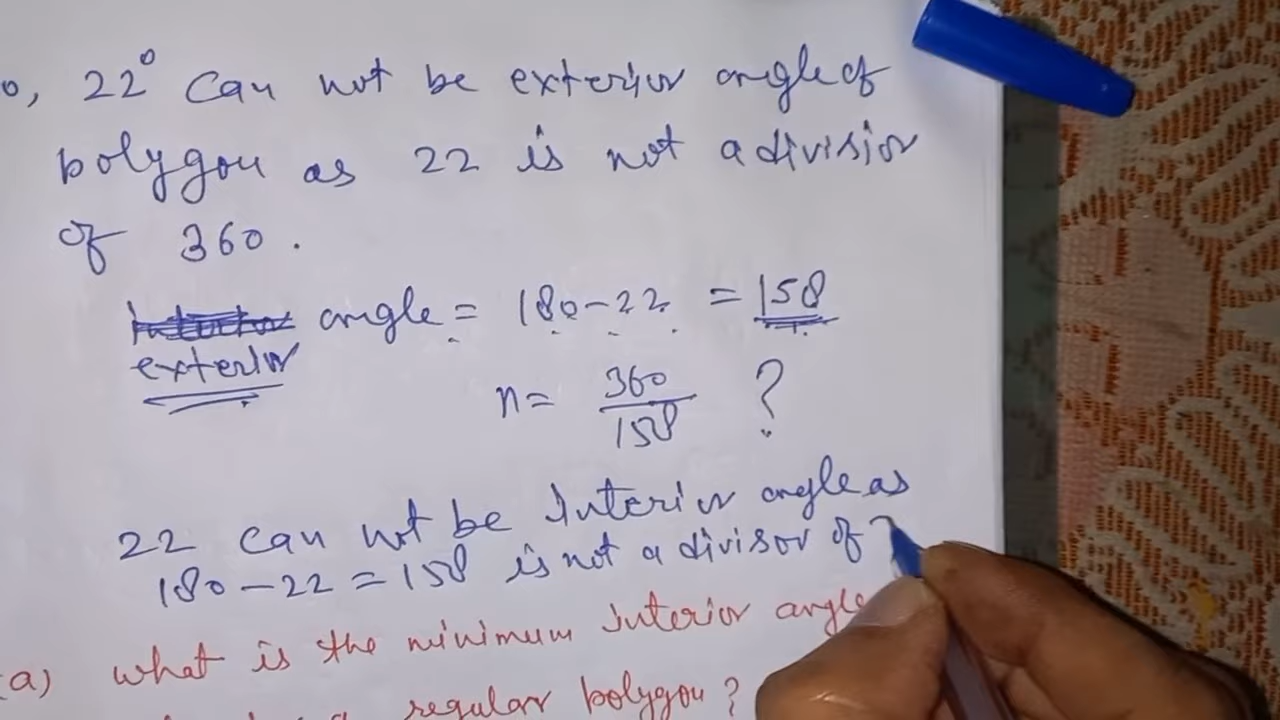 22° Can not be exterior angle of
polygon as 22 is not a division
of 360.
angle = 180-22 = 158
exterior
n = 360/158 ?
22 can not be Interior angle as
180-22 = 158 is not a divisor of
(a) what is the minimum Interior angle
regular polygon?